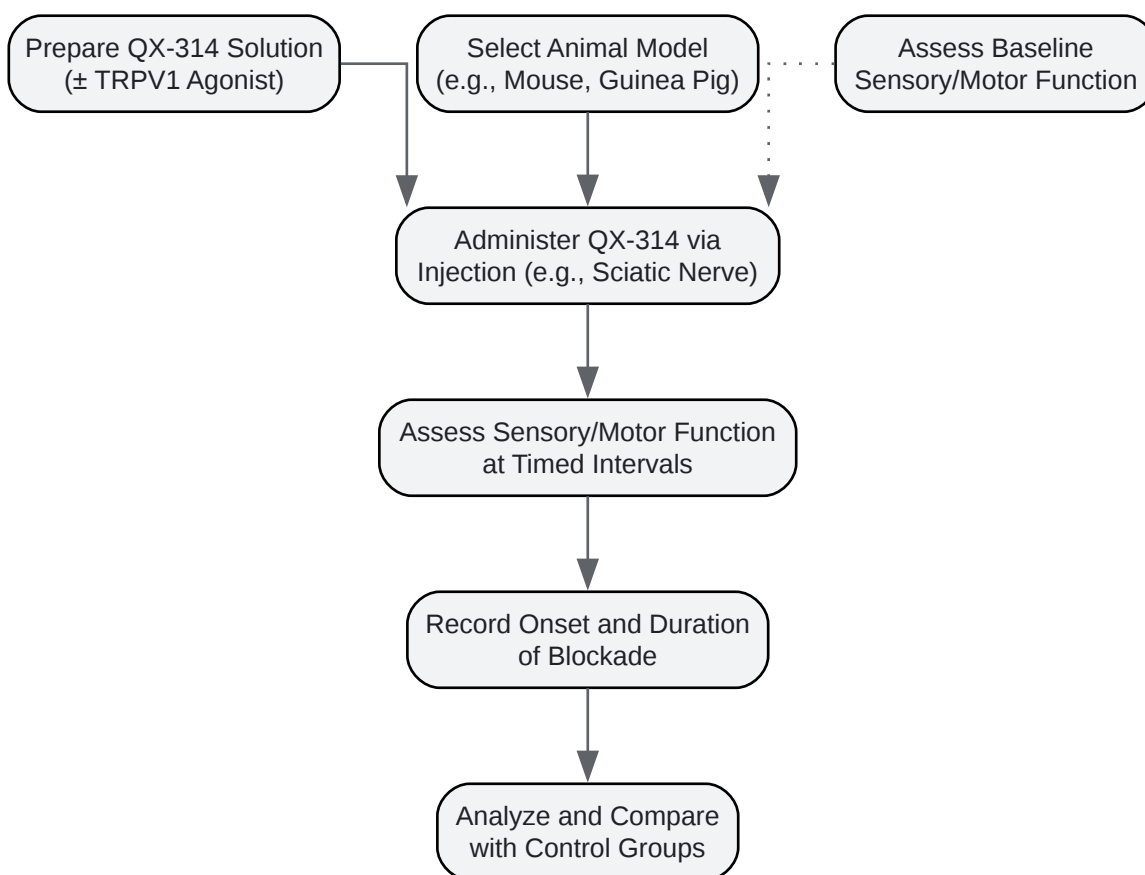 Prepare QX-314 Solution
(± TRPV1 Agonist)
Select Animal Model
(e.g., Mouse, Guinea Pig)
Assess Baseline
Sensory/Motor Function
Administer QX-314 via
Injection (e.g., Sciatic Nerve)
Assess Sensory/Motor Function
at Timed Intervals
Record Onset and Duration
of Blockade
Analyze and Compare
with Control Groups